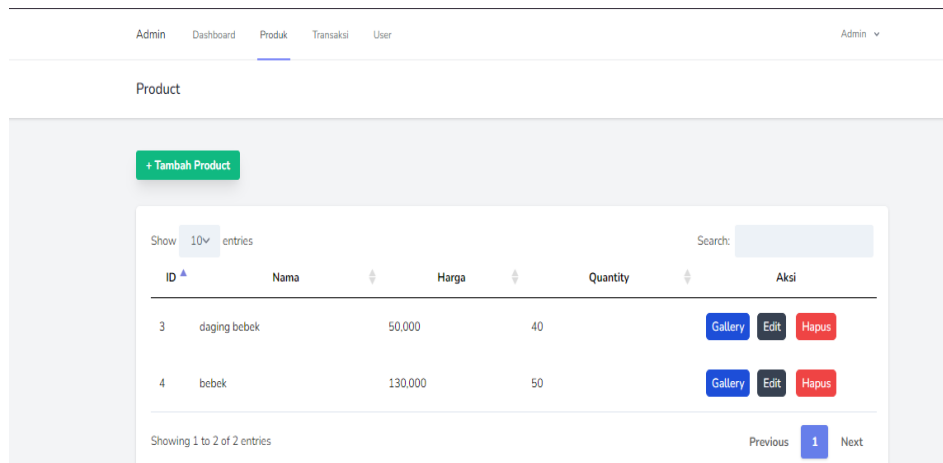 Admin Dashboard Produk Transaksi User Admin
Product
+ Tambah Product
Show 10 entries Search:
ID Nama Harga Quantity Aksi
3 daging bebek 50,000 40 Gallery Edit Hapus
4 bebek 130,000 50 Gallery Edit Hapus
Showing 1 to 2 of 2 entries Previous 1 Next